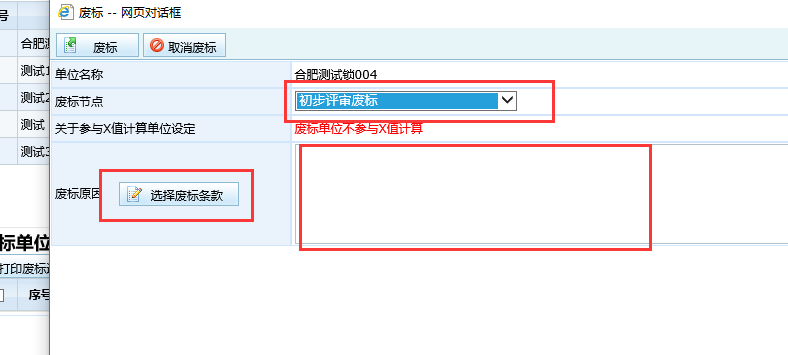 号
废标 -- 网页对话框
废标 取消废标
合肥测
单位名称 合肥测试锁004
测试1
废标节点 初步评审废标
测试2
测试 关于参与X值计算单位设定 废标单位不参与X值计算
测试3
废标原因 选择废标条款
标单位
打印废标
序号